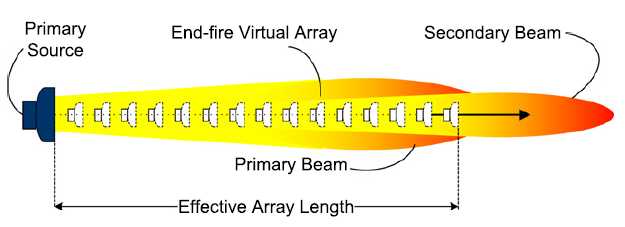 Primary
Source
End-fire Virtual Array
Secondary Beam
Primary Beam
Effective Array Length